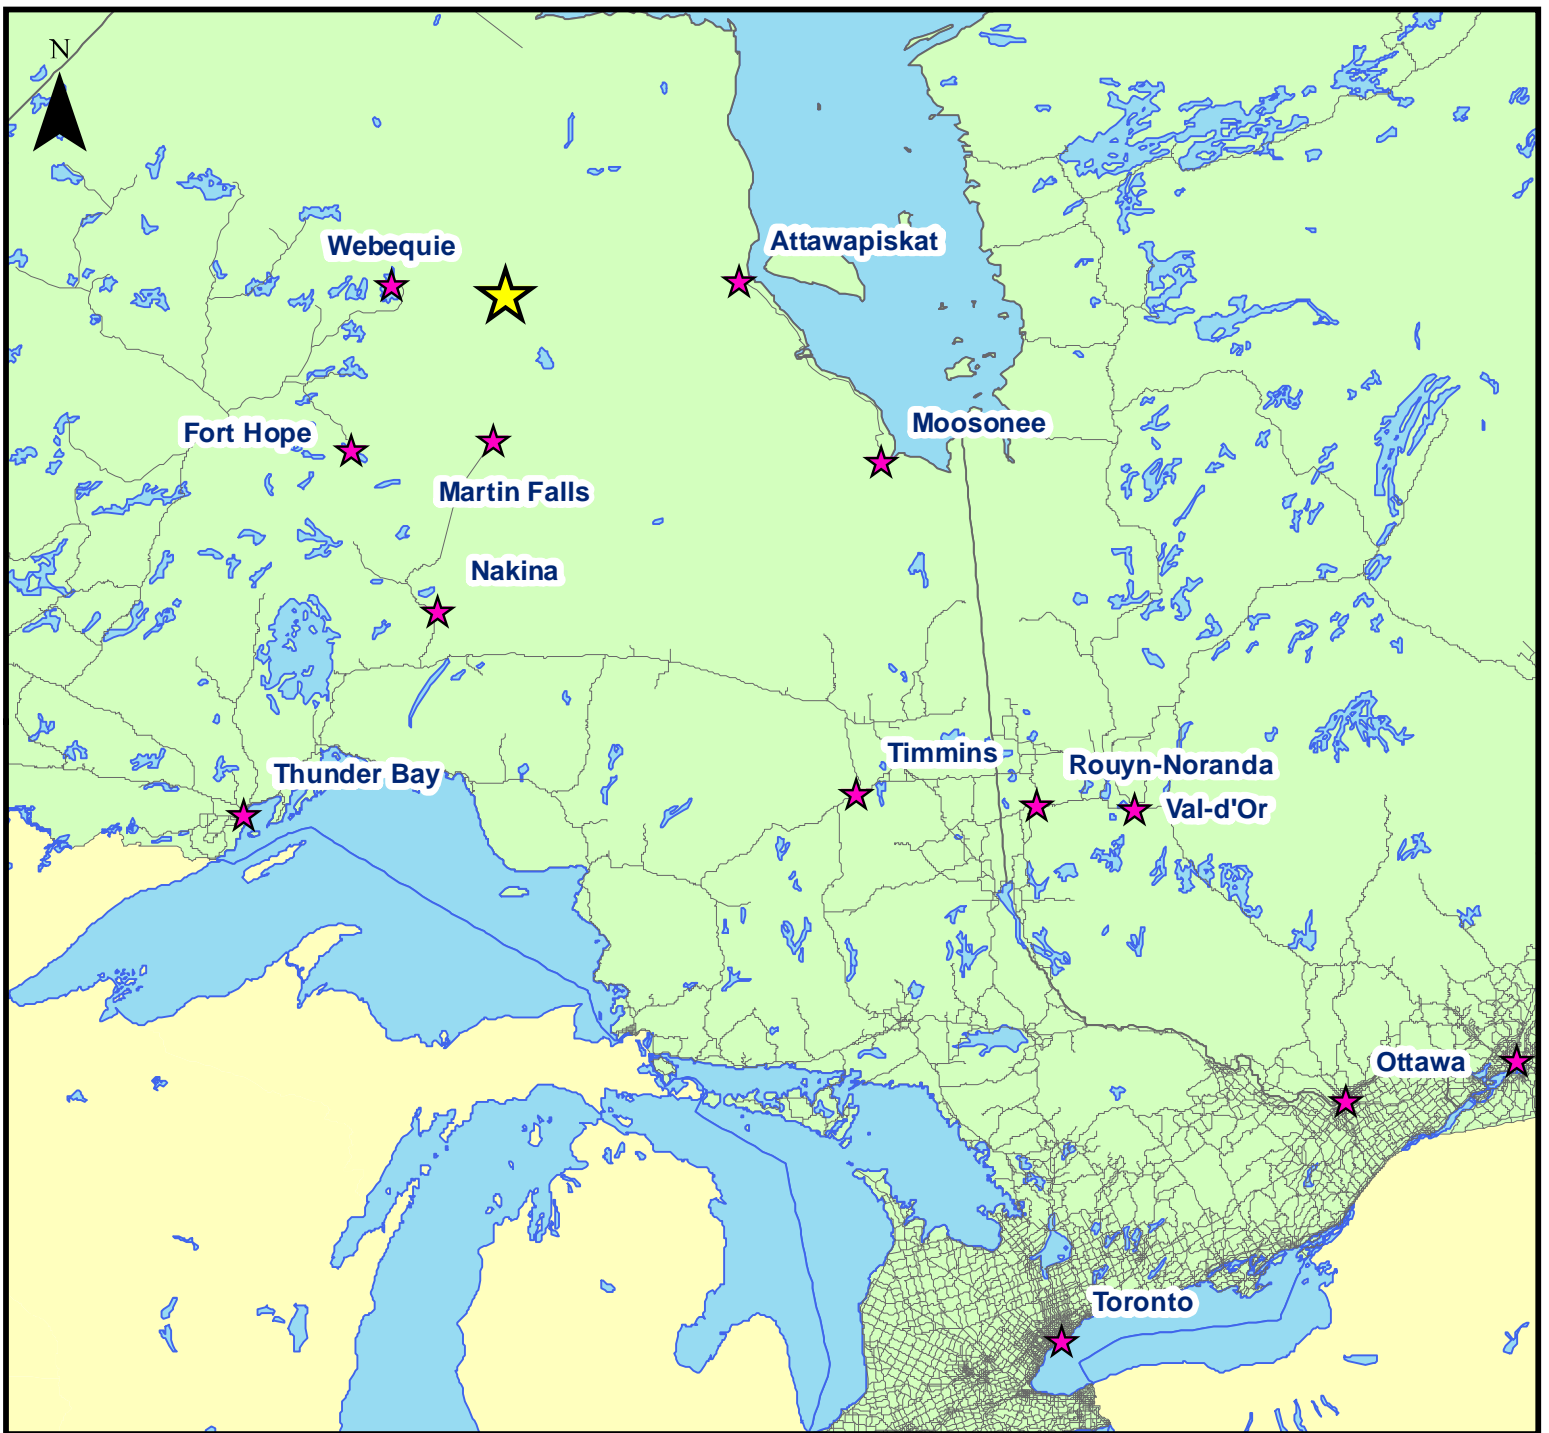 N
Webequie
Attawapiskat
Fort Hope
Moosonee
Martin Falls
Nakina
Timmins
Rouyn-Noranda
Thunder Bay
Val-d'Or
Ottawa
Toronto